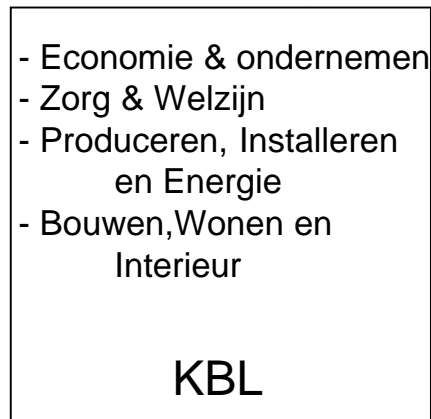 - Economie & ondernemen
- Zorg & Welzijn
- Produceren, Installeren
en Energie
- Bouwen,Wonen en
Interieur
KBL